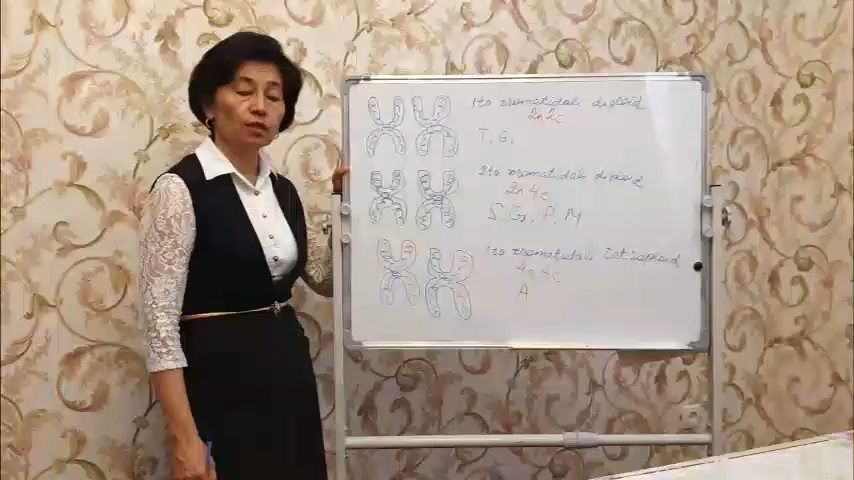 1ta xromatidali diploid
2n2c
T, G1
2ta xromatidali diploid
2n4c
S, G2, P, M
1ta xromatidali tetraploid
4n4c
A